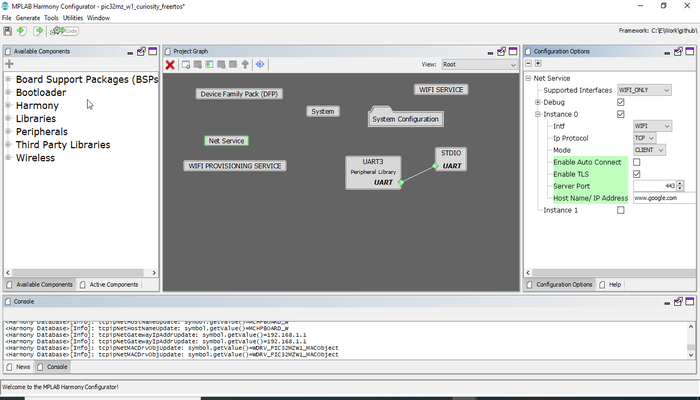 MPLAB Harmony Configurator - pic32mz_w1_curiosity_freertos*
File Generate Tools Utilities Window
Code
Framework: C:\E\Work\github\
Available Components
Board Support Packages (BSPs
Bootloader
Harmony
Libraries
Peripherals
Third Party Libraries
Wireless
Available Components
Active Components
Project Graph
View: Root
Device Family Pack (DFP)
WIFI SERVICE
System
System Configuration
Net Service
WIFI PROVISIONING SERVICE
UART3
Peripheral Library
UART
STDIO
UART
Configuration Options
Net Service
Supported Interfaces WIFI_ONLY
Debug
Instance 0
Intf WIFI
Ip Protocol TCP
Mode CLIENT
Enable Auto Connect
Enable TLS
Server Port 443
Host Name/ IP Address www.google.com
Instance 1
Configuration Options
Help
Console
<Harmony Database>[Info]: tcpipNetHostNameUpdate: symbol.getValue()=MCHPBOARD_W
<Harmony Database>[Info]: tcpipNetGatewayIpAddrUpdate: symbol.getValue()=192.168.1.1
<Harmony Database>[Info]: tcpipNetGatewayIpAddrUpdate: symbol.getValue()=192.168.1.1
<Harmony Database>[Info]: tcpipNetMACDrvObjUpdate: symbol.getValue()=WDRV_PIC32MZW1_MACObject
<Harmony Database>[Info]: tcpipNetMACDrvObjUpdate: symbol.getValue()=WDRV_PIC32MZW1_MACObject
News
Console
Welcome to the MPLAB Harmony Configurator!